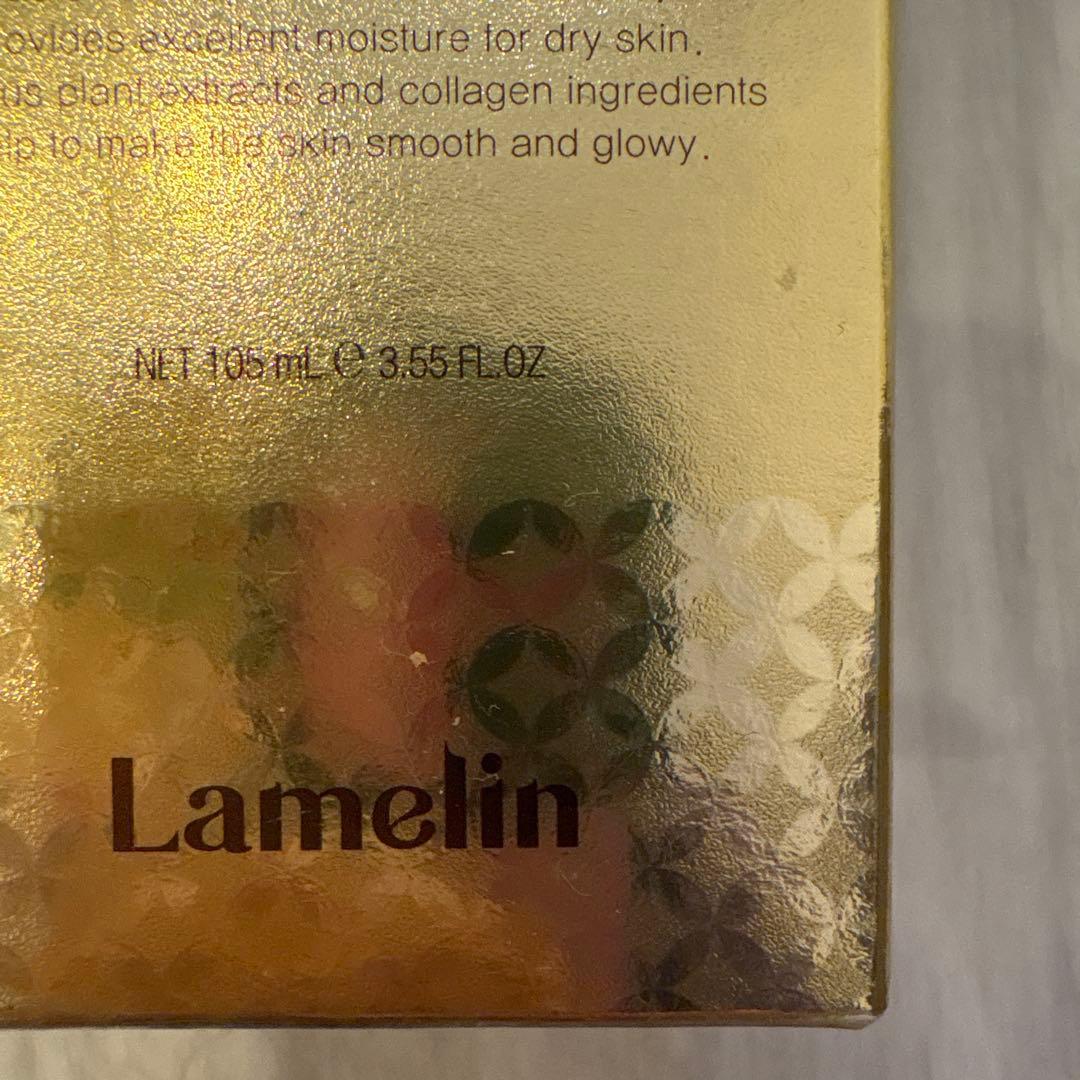 ovides excellent moisture for dry skin.
us plant extracts and collagen ingredients
lp to make the skin smooth and glowy.
NET 105 mL ℮ 3.55 FL.OZ
Lamelin